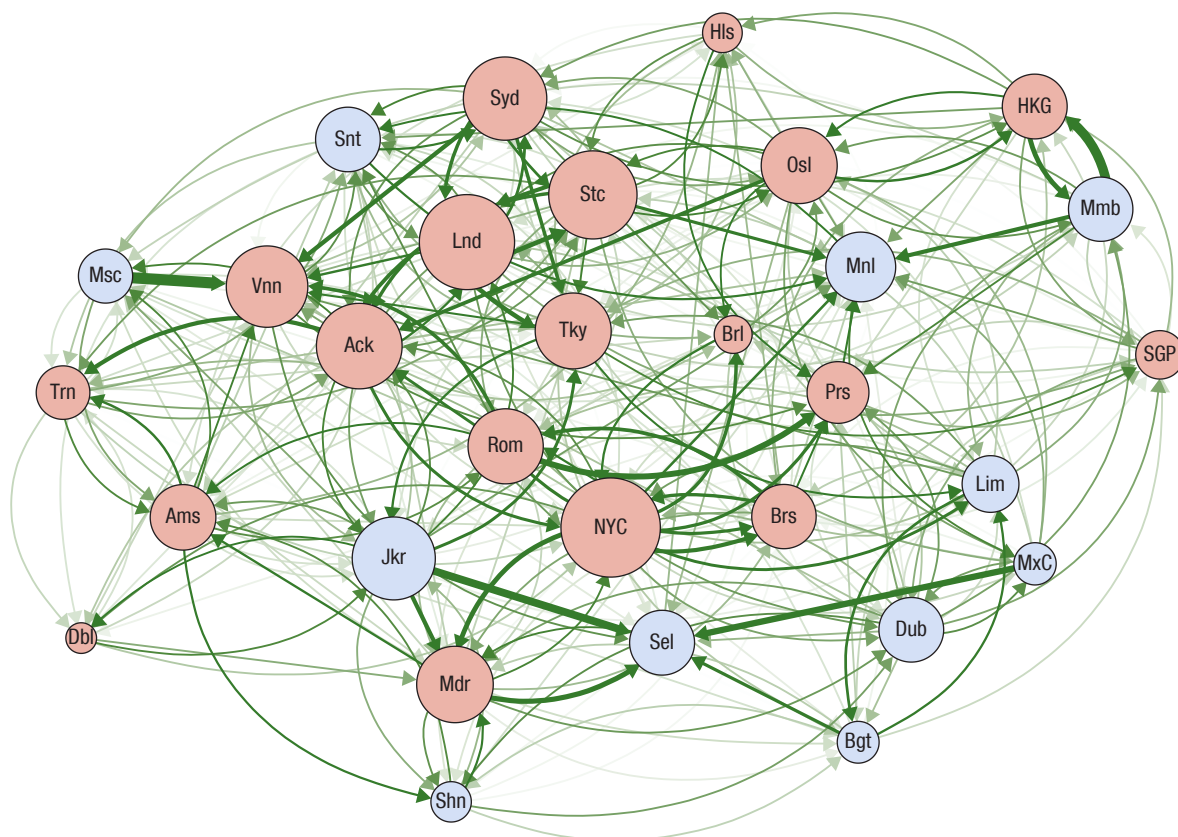 Hls
Syd
HKG
Snt
Osl
Stc
Mmb
Lnd
Mnl
Msc
Vnn
Tky
Brl
Ack
SGP
Trn
Prs
Rom
Lim
Ams
Brs
NYC
Jkr
MxC
Dbl
Dub
Sel
Mdr
Bgt
Shn